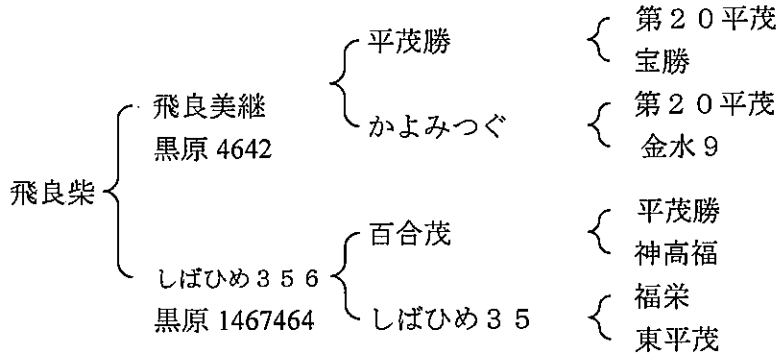 飛良柴
飛良美継
黒原 4642
しばひめ３５６
黒原 1467464
平茂勝
かよみつぐ
百合茂
しばひめ３５
第２０平茂
宝勝
第２０平茂
金水９
平茂勝
神高福
福栄
東平茂